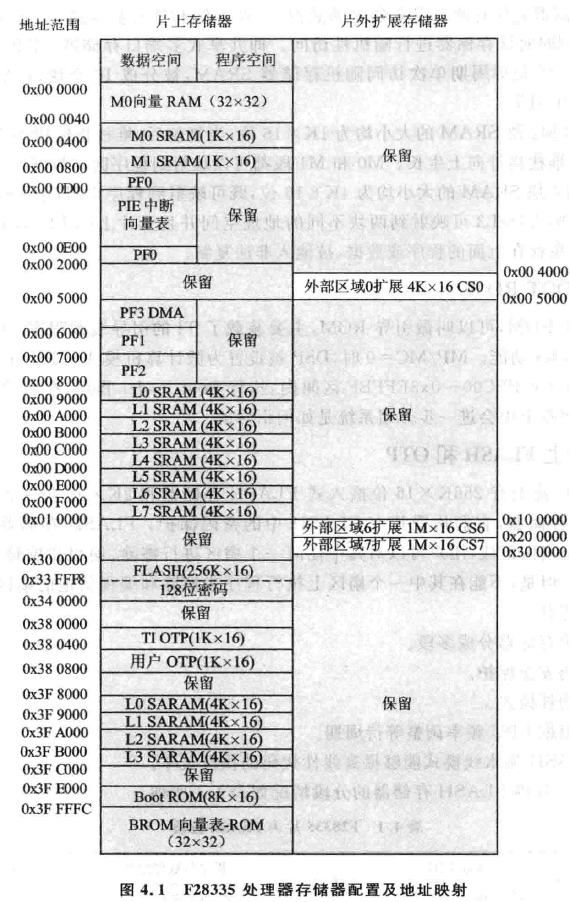 地址范围 片上存储器 片外扩展存储器
数据空间 程序空间
0x00 0000
M0向量 RAM（32×32）
0x00 0040
0x00 0400
M0 SRAM(1K×16)
保留
M1 SRAM(1K×16)
0x00 0800
PF0
0x00 0D00
PIE 中断
向量表
保留
0x00 0E00
PF0
0x00 2000
保留
0x00 4000
外部区域0扩展 4K×16 CS0
0x00 5000
0x00 5000
PF3 DMA
0x00 6000
PF1
保留
0x00 7000
PF2
0x00 8000
L0 SRAM (4K×16)
0x00 9000
L1 SRAM (4K×16)
0x00 A000
L2 SRAM(4K×16)
保留
0x00 B000
L3 SRAM(4K×16)
0x00 C000
L4 SRAM(4K×16)
0x00 D000
L5 SRAM(4K×16)
0x00 E000
L6 SRAM(4K×16)
0x00 F000
L7 SRAM(4K×16)
0x01 0000
0x10 0000
保留
外部区域6扩展 1M×16 CS6
0x20 0000
外部区域7扩展 1M×16 CS7
0x30 0000
0x30 0000
FLASH(256K×16)
0x33 FFF8
128位密码
0x34 0000
保留
0x38 0000
TI OTP(1K×16)
0x38 0400
用户 OTP(1K×16)
0x38 0800
保留
0x3F 8000
L0 SARAM(4K×16)
保留
0x3F 9000
L1 SARAM(4K×16)
0x3F A000
L2 SARAM(4K×16)
0x3F B000
L3 SARAM(4K×16)
0x3F C000
保留
0x3F E000
Boot ROM(8K×16)
0x3F FFFC
BROM 向量表-ROM
（32×32）
图 4.1 F28335 处理器存储器配置及地址映射